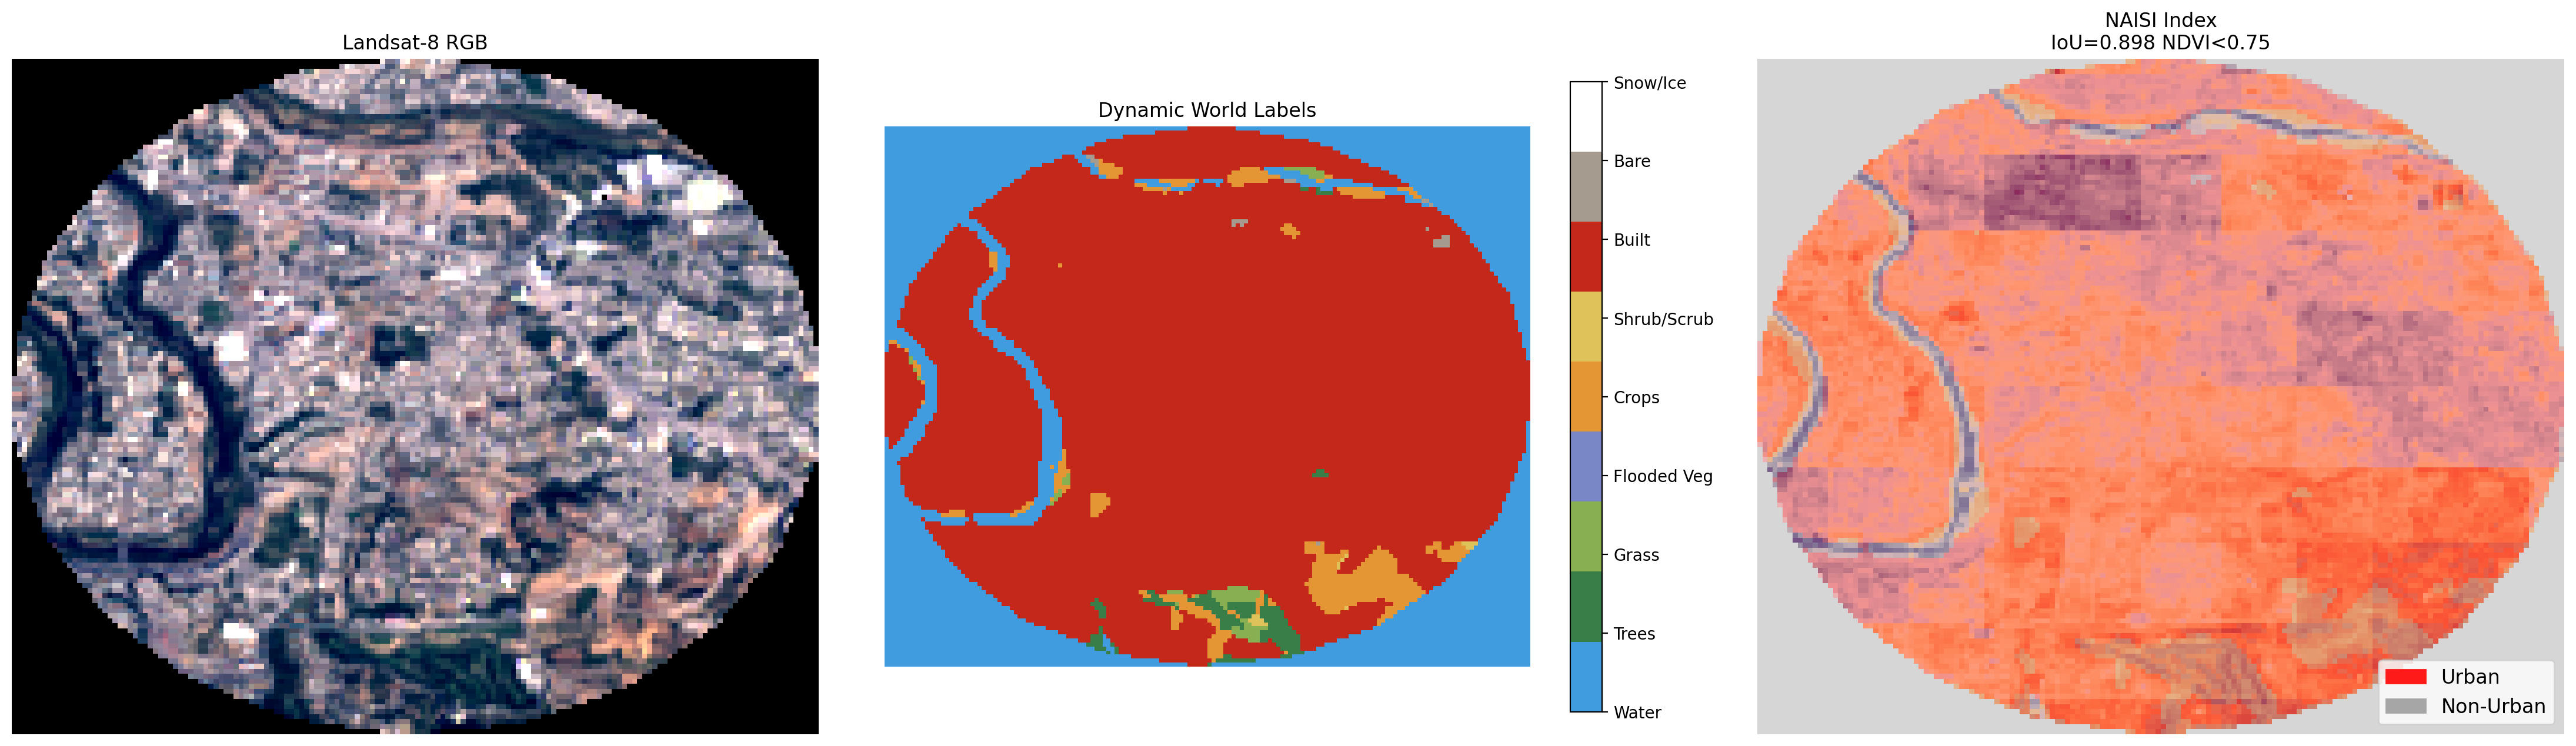 Landsat-8 RGB
Dynamic World Labels
Snow/Ice
Bare
Built
Shrub/Scrub
Crops
Flooded Veg
Grass
Trees
Water
NAISI Index
IoU=0.898 NDVI<0.75
Urban
Non-Urban